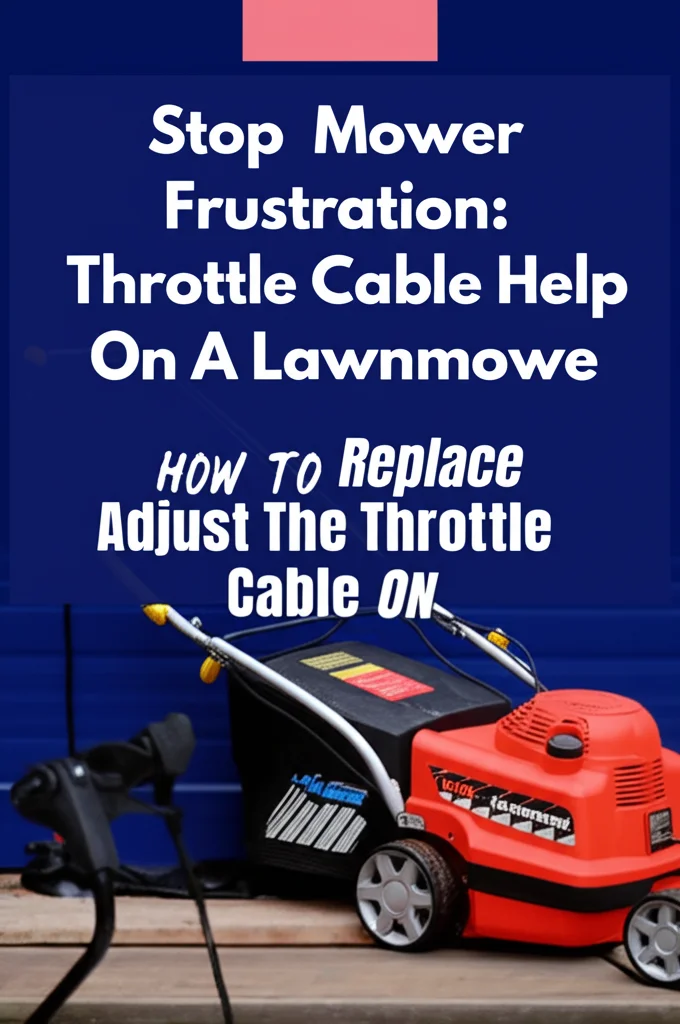 Stop Mower
Frustration:
Throttle Cable Help
On A Lawnmowe
HOW TO Replace
Adjust The Throttle
Cable ON